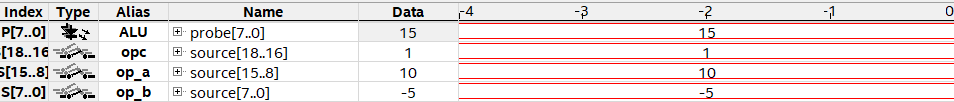 Index Type Alias Name Data -4 -3 -2 -1 0
P[7..0] ALU probe[7..0] 15 15
S[18..16 opc source[18..16] 1 1
S[15..8] op_a source[15..8] 10 10
S[7..0] op_b source[7..0] -5 -5